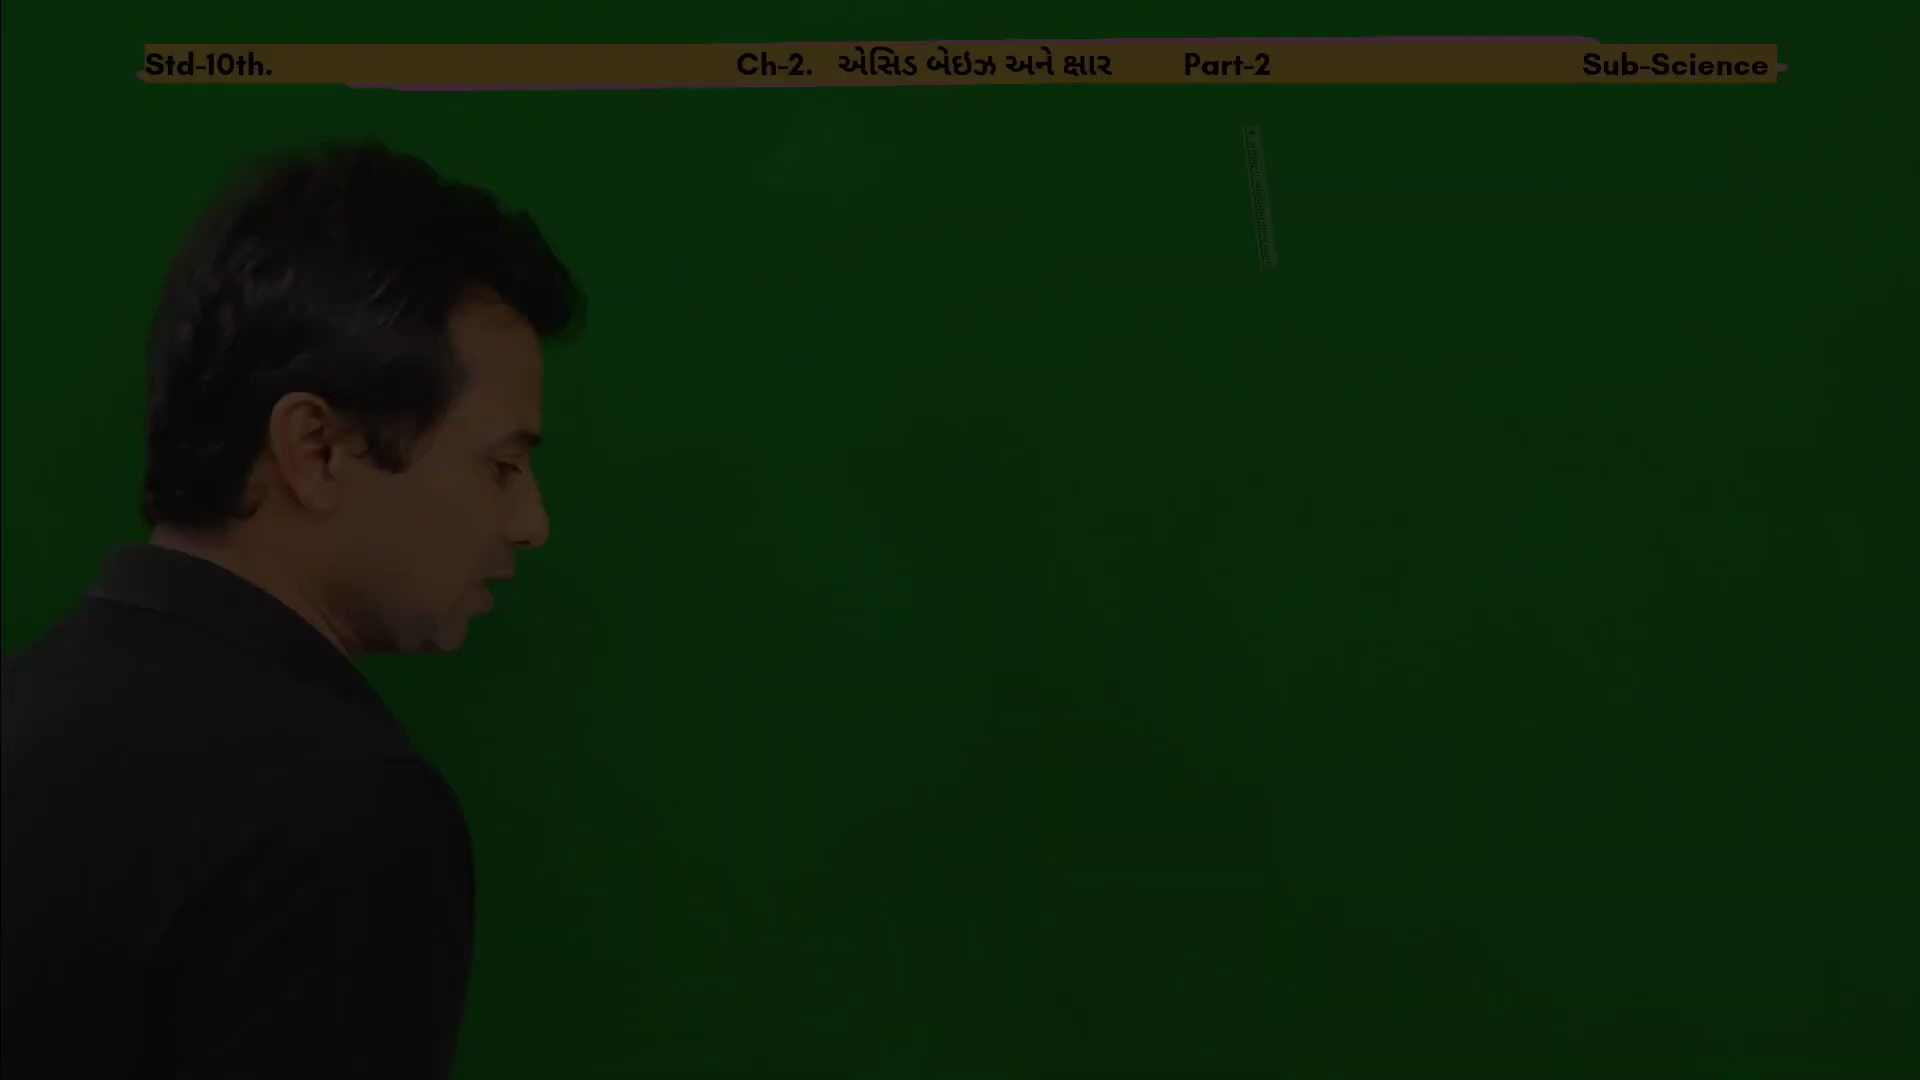 Std-10th. Ch-2. એસિડ બેઇઝ અને ક્ષાર Part-2 Sub-Science